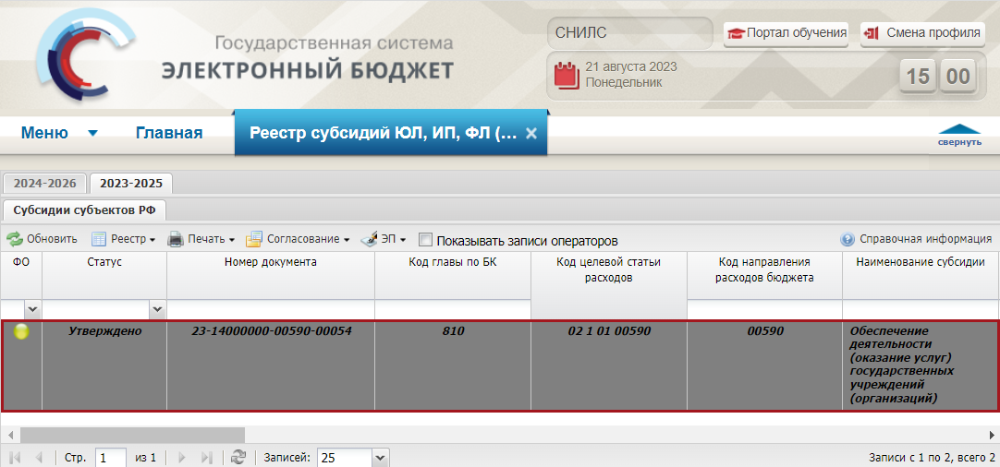 Государственная система
ЭЛЕКТРОННЫЙ БЮДЖЕТ
СНИЛС
Портал обучения
Смена профиля
21 августа 2023
Понедельник
15 00
Меню
Главная
Реестр субсидий ЮЛ, ИП, ФЛ (...
свернуть
2024-2026
2023-2025
Субсидии субъектов РФ
Обновить
Реестр
Печать
Согласование
ЭП
Показывать записи операторов
Справочная информация
ФО
Статус
Номер документа
Код главы по БК
Код целевой статьи
расходов
Код направления
расходов бюджета
Наименование субсидии
Утверждено
23-14000000-00590-00054
810
02 1 01 00590
00590
Обеспечение
деятельности
(оказание услуг)
государственных
учреждений
(организаций)
Стр. 1 из 1
Записей: 25
Записи с 1 по 2, всего 2